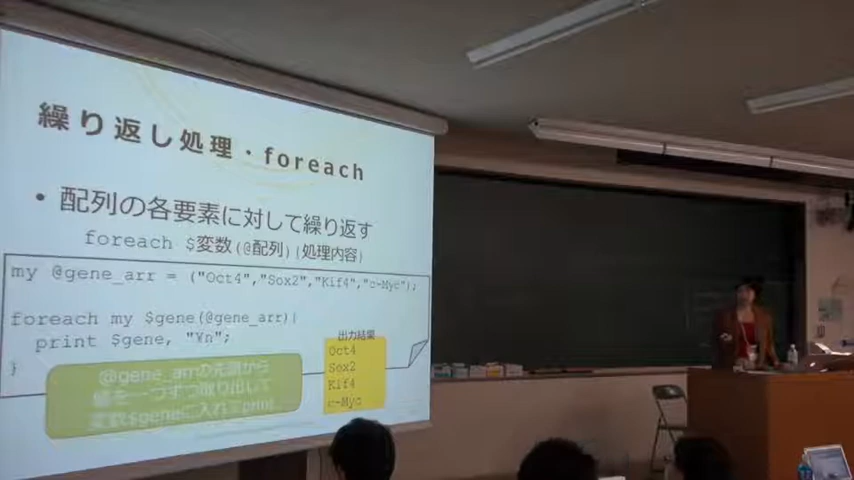 繰り返し処理・foreach
• 配列の各要素に対して繰り返す
foreach $変数(@配列){処理内容}
my @gene_arr = ("Oct4","Sox2","Klf4","c-Myc");
foreach my $gene(@gene_arr){
print $gene, "¥n";
}
@gene_arrの先頭から
値を一つずつ取り出して
変数$geneに入れてprint
出力結果
Oct4
Sox2
Klf4
c-Myc